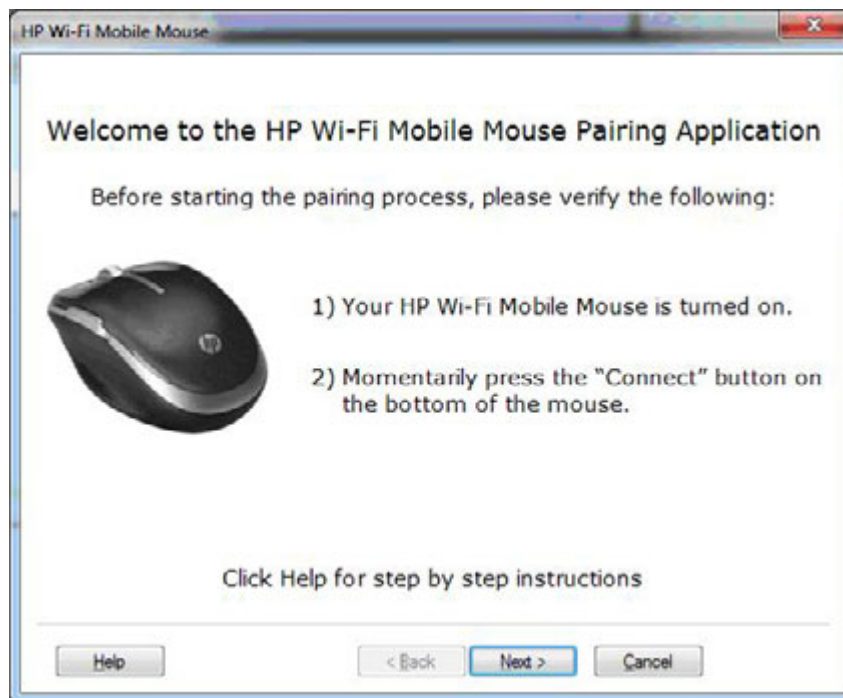 HP Wi-Fi Mobile Mouse
Welcome to the HP Wi-Fi Mobile Mouse Pairing Application
Before starting the pairing process, please verify the following:
1) Your HP Wi-Fi Mobile Mouse is turned on.
2) Momentarily press the “Connect” button on
the bottom of the mouse.
hp
Click Help for step by step instructions
Help
< Back
Next >
Cancel